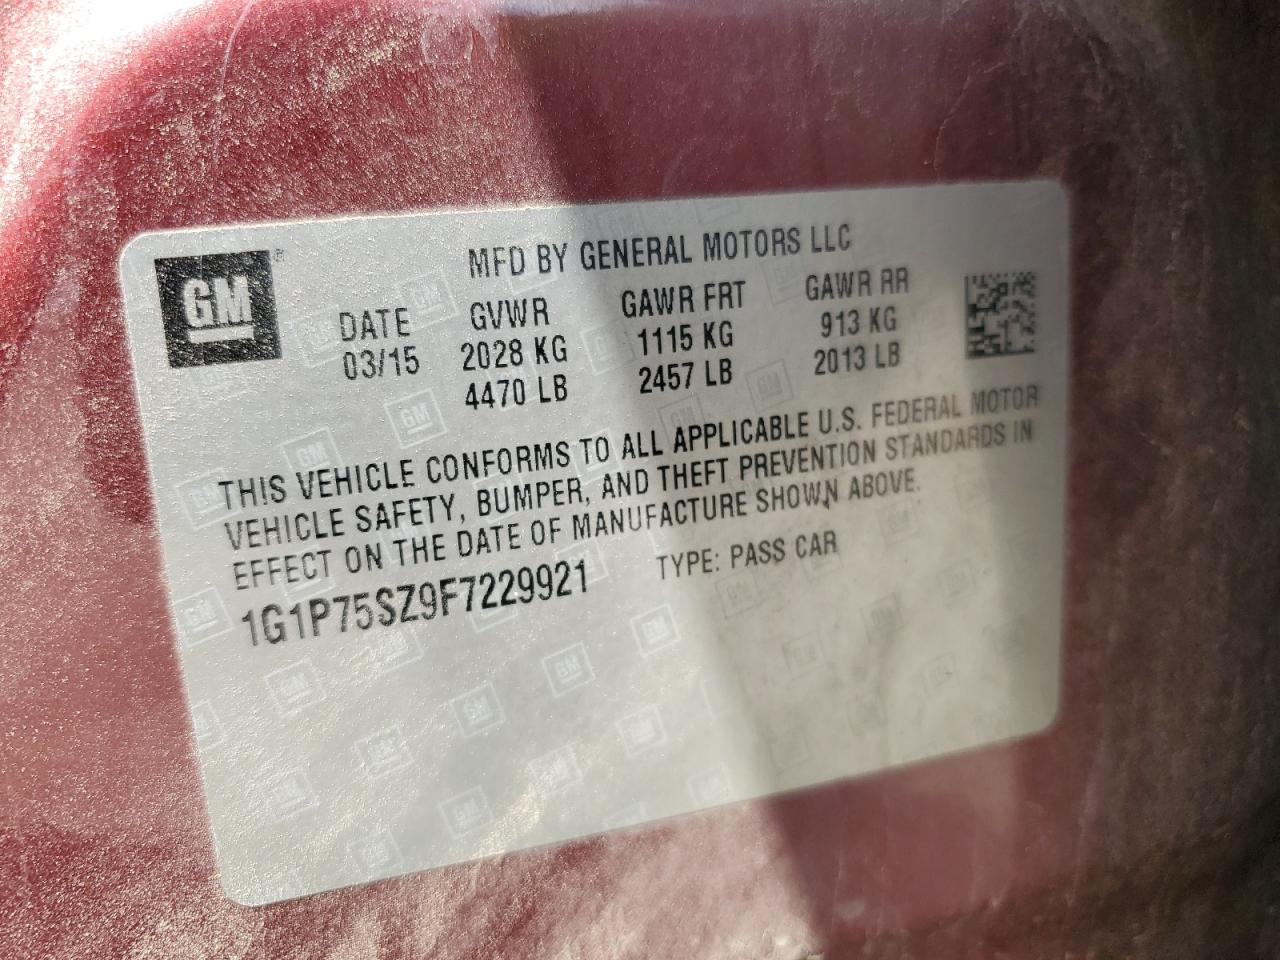 GM®
MFD BY GENERAL MOTORS LLC
DATE GVWR GAWR FRT GAWR RR
03/15 2028 KG 1115 KG 913 KG
4470 LB 2457 LB 2013 LB
THIS VEHICLE CONFORMS TO ALL APPLICABLE U.S. FEDERAL MOTOR
VEHICLE SAFETY, BUMPER, AND THEFT PREVENTION STANDARDS IN
EFFECT ON THE DATE OF MANUFACTURE SHOWN ABOVE.
1G1P75SZ9F7229921 TYPE: PASS CAR